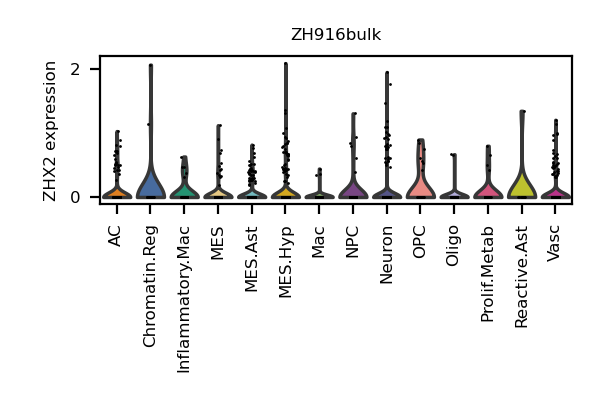 ZH916bulk
ZHX2 expression
2
0
AC
Chromatin.Reg
Inflammatory.Mac
MES
MES.Ast
MES.Hyp
Mac
NPC
Neuron
OPC
Oligo
Prolif.Metab
Reactive.Ast
Vasc